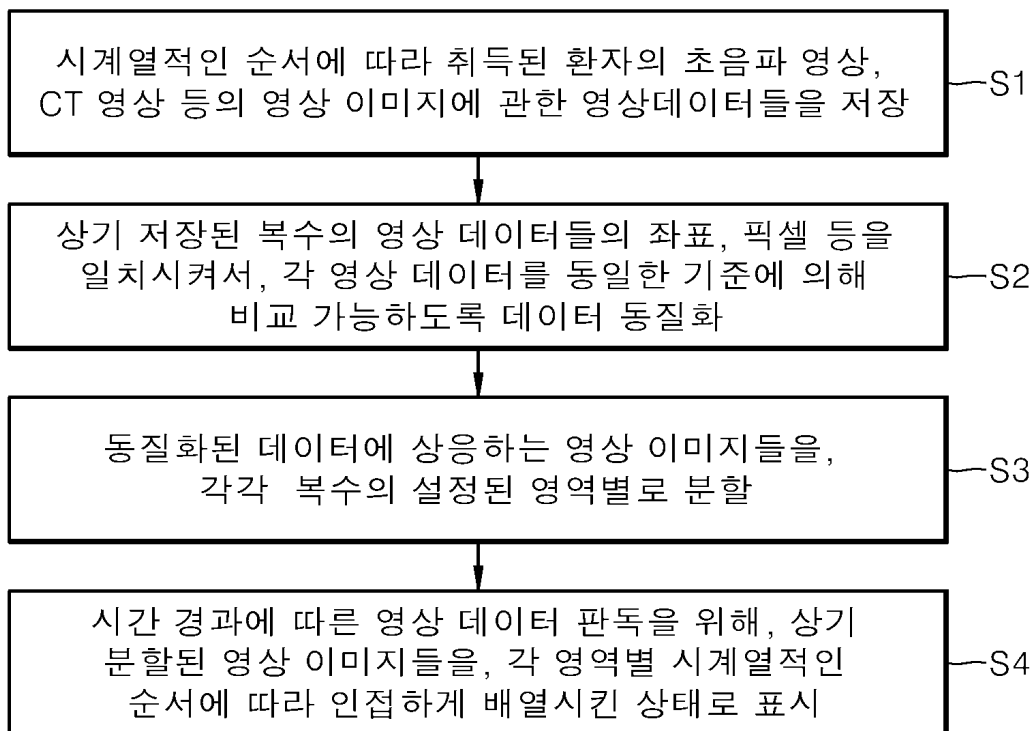 시계열적인 순서에 따라 취득된 환자의 초음파 영상,
CT 영상 등의 영상 이미지에 관한 영상데이터들을 저장
S1
상기 저장된 복수의 영상 데이터들의 좌표, 픽셀 등을
일치시켜서, 각 영상 데이터를 동일한 기준에 의해
비교 가능하도록 데이터 동질화
S2
동질화된 데이터에 상응하는 영상 이미지들을,
각각 복수의 설정된 영역별로 분할
S3
시간 경과에 따른 영상 데이터 판독을 위해, 상기
분할된 영상 이미지들을, 각 영역별 시계열적인
순서에 따라 인접하게 배열시킨 상태로 표시
S4